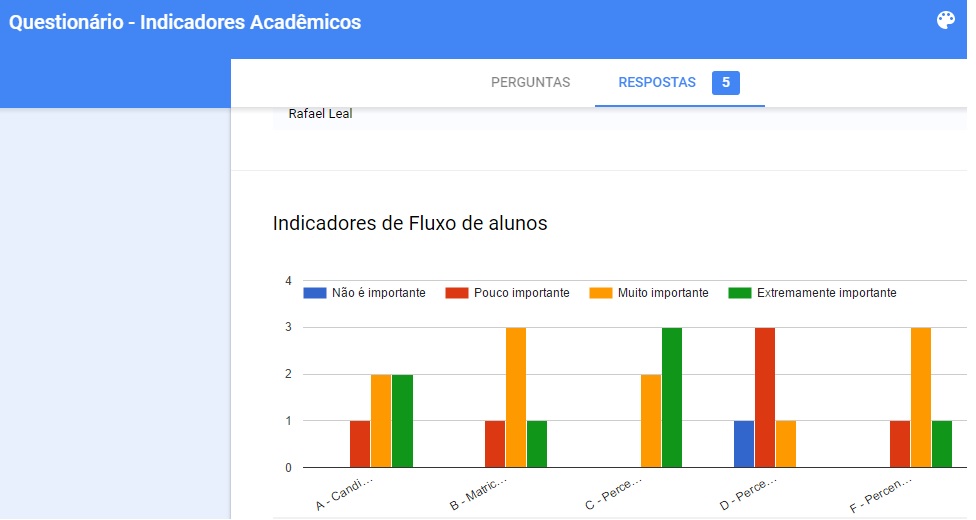 Questionário - Indicadores Acadêmicos
PERGUNTAS RESPOSTAS 5
Rafael Leal
Indicadores de Fluxo de alunos
4
Não é importante Pouco importante Muito importante Extremamente importante
3
2
1
0
A - Candi... B - Matric... C - Perce... D - Perce... F - Percen...